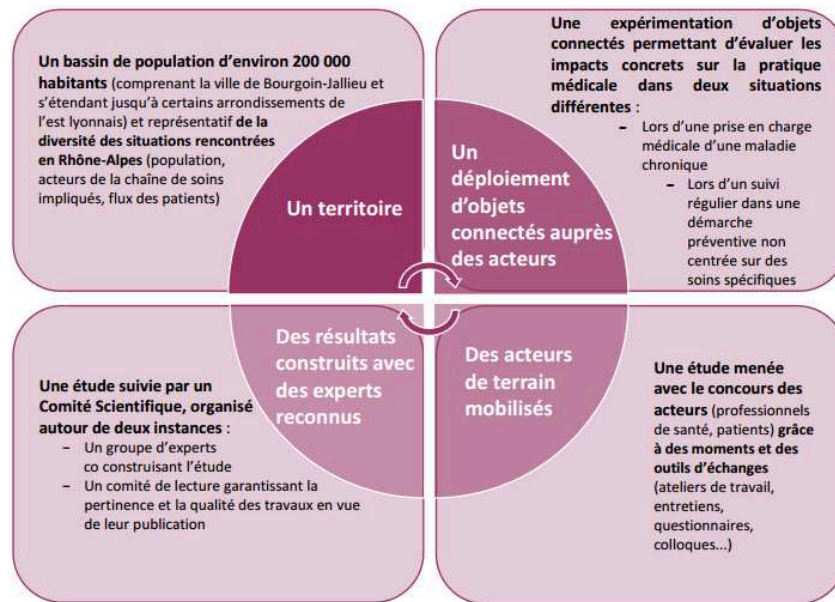 Un bassin de population d'environ 200 000
habitants (comprenant la ville de Bourgoin-Jallieu et
s'étendant jusqu'à certains arrondissements de
l'est lyonnais) et représentatif de la
diversité des situations rencontrées
en Rhône-Alpes (population,
acteurs de la chaîne de soins
impliqués, flux des patients)
Un territoire
Une expérimentation d'objets
connectés permettant d'évaluer les
impacts concrets sur la pratique
médicale dans deux situations
différentes :
- Lors d'une prise en charge
médicale d'une maladie
chronique
- Lors d'un suivi
régulier dans une
démarche
préventive non
centrée sur des
soins spécifiques
Un
déploiement
d'objets
connectés auprès
des acteurs
Des résultats
construits avec
des experts
reconnus
Une étude suivie par un
Comité Scientifique, organisé
autour de deux instances :
- Un groupe d'experts
co construisant l'étude
- Un comité de lecture garantissant la
pertinence et la qualité des travaux en vue
de leur publication
Des acteurs
de terrain
mobilisés
Une étude menée
avec le concours des
acteurs (professionnels
de santé, patients) grâce
à des moments et des
outils d'échanges
(ateliers de travail,
entretiens,
questionnaires,
colloques...)